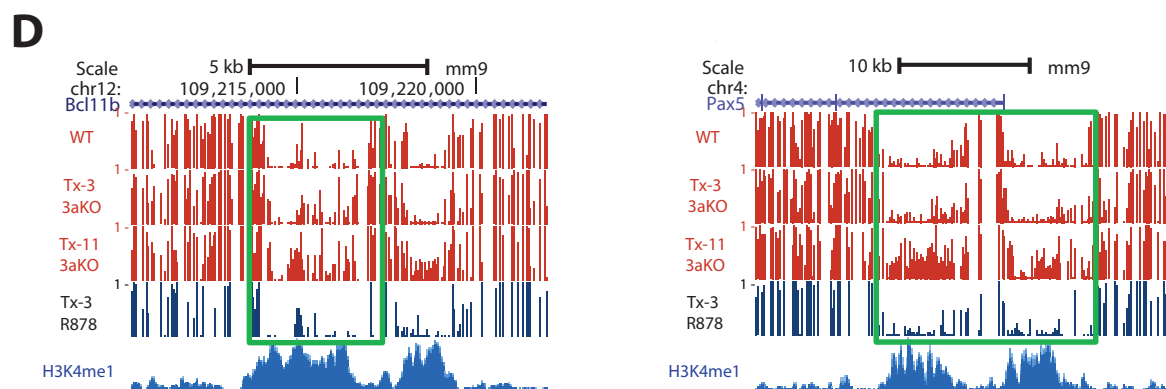 D
Scale
5 kb
mm9
chr12:
109,215,000
109,220,000
Bcl11b
1
WT
1
Tx-3
3aKO
1
Tx-11
3aKO
1
Tx-3
R878
H3K4me1
Scale
10 kb
mm9
chr4:
Pax5
1
WT
1
Tx-3
3aKO
1
Tx-11
3aKO
1
Tx-3
R878
H3K4me1